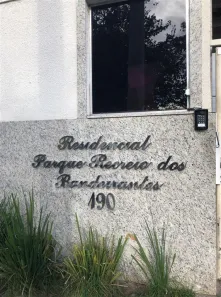 Residencial
Parque Recreio dos
Bandeirantes
190